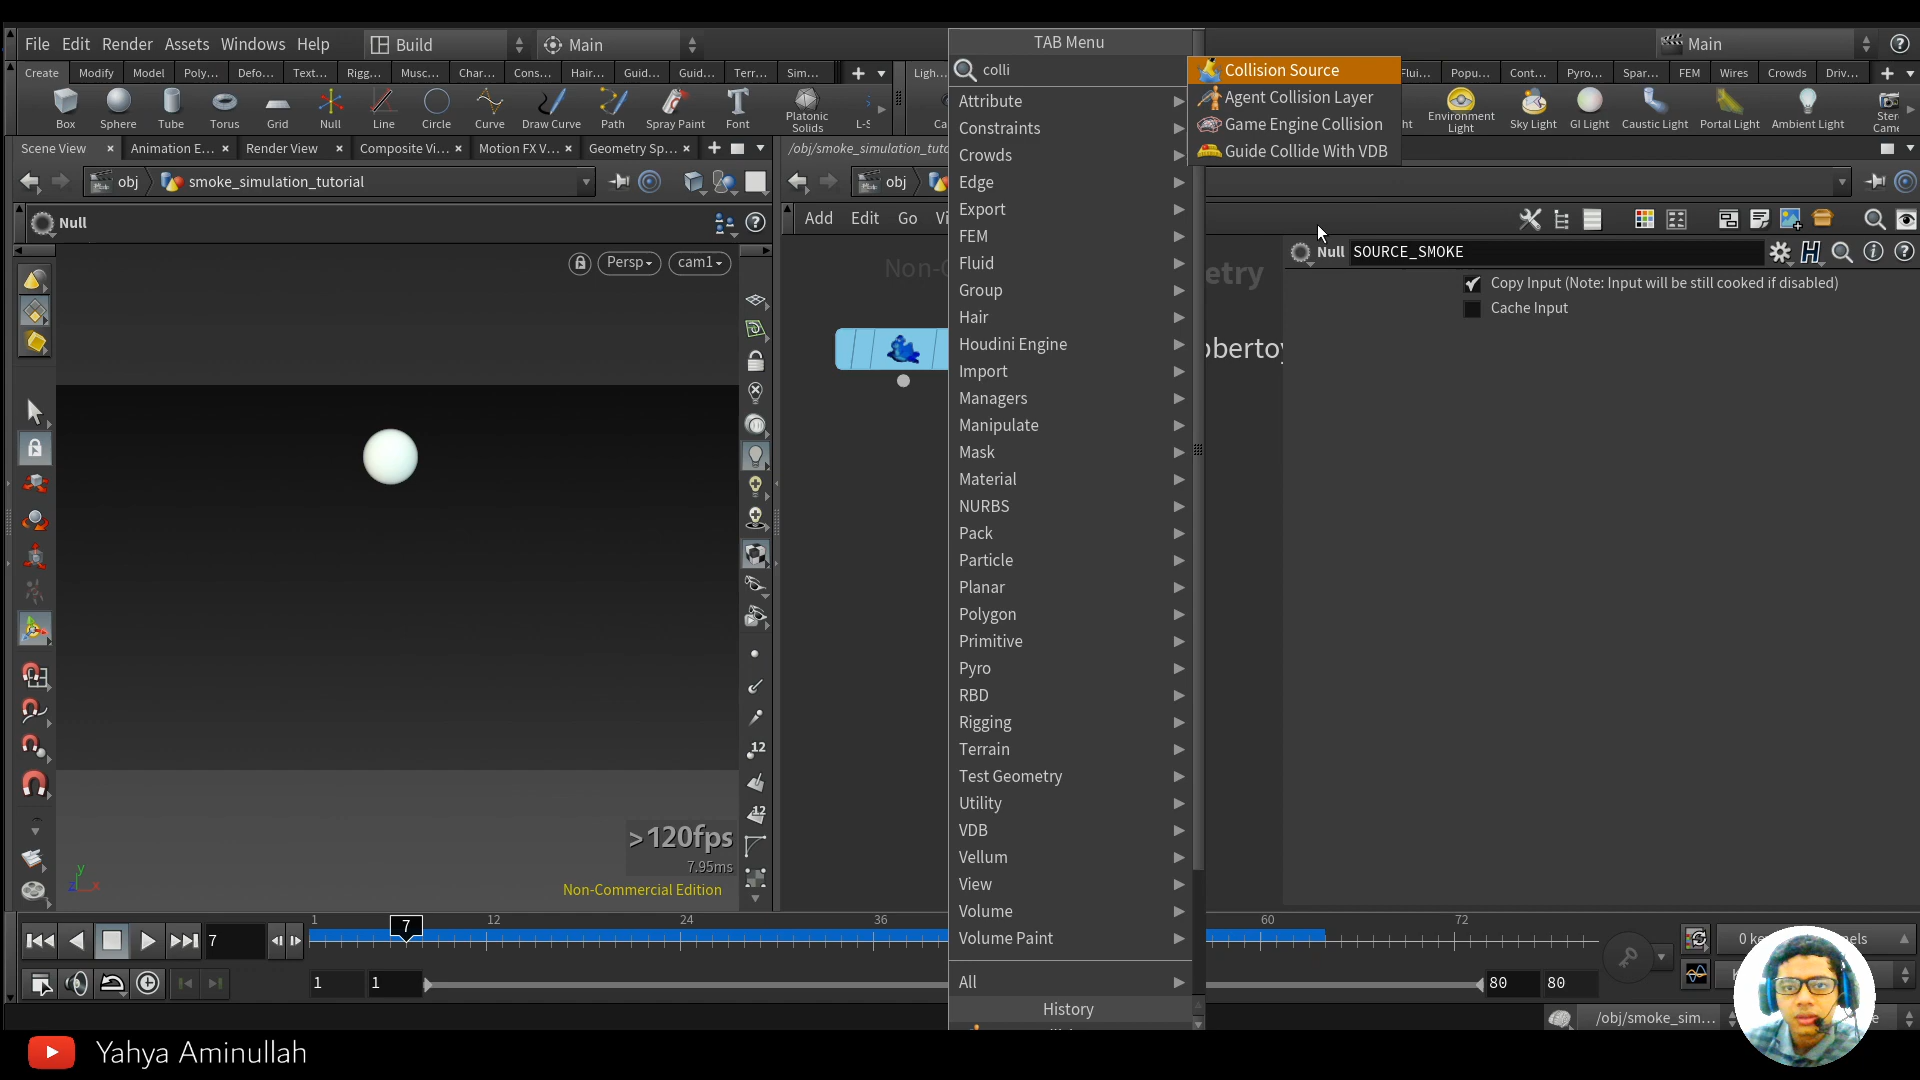 File Edit Render Assets Windows Help Build Main Main
TAB Menu
colli
Create Modify Model Poly... Defo... Text... Rigg... Musc... Char... Cons... Hair... Guid... Guid... Terr... Sim... Ligh...
Flui... Popu... Cont... Pyro... Spar... FEM Wires Crowds Driv...
Box Sphere Tube Torus Grid Null Line Circle Curve Draw Curve Path Spray Paint Font Platonic Solids L-S
Environment Light Sky Light GI Light Caustic Light Portal Light Ambient Light
Collision Source
Agent Collision Layer
Game Engine Collision
Guide Collide With VDB
Scene View Animation E... Render View Composite Vi... Motion FX V... Geometry Sp...
/obj/smoke_simulation_tuto
obj smoke_simulation_tutorial
obj
Null
Add Edit Go Vi
Persp cam1
Null SOURCE_SMOKE
Copy Input (Note: Input will be still cooked if disabled)
Cache Input
Attribute
Constraints
Crowds
Edge
Export
FEM
Fluid
Group
Hair
Houdini Engine
Import
Managers
Manipulate
Mask
Material
NURBS
Pack
Particle
Planar
Polygon
Primitive
Pyro
RBD
Rigging
Terrain
Test Geometry
Utility
VDB
Vellum
View
Volume
Volume Paint
All
History
12
12
>120fps
7.95ms
Non-Commercial Edition
y
z x
1 7 12 24 36 60 72
7
1 1 80 80
/obj/smoke_sim...
Yahya Aminullah